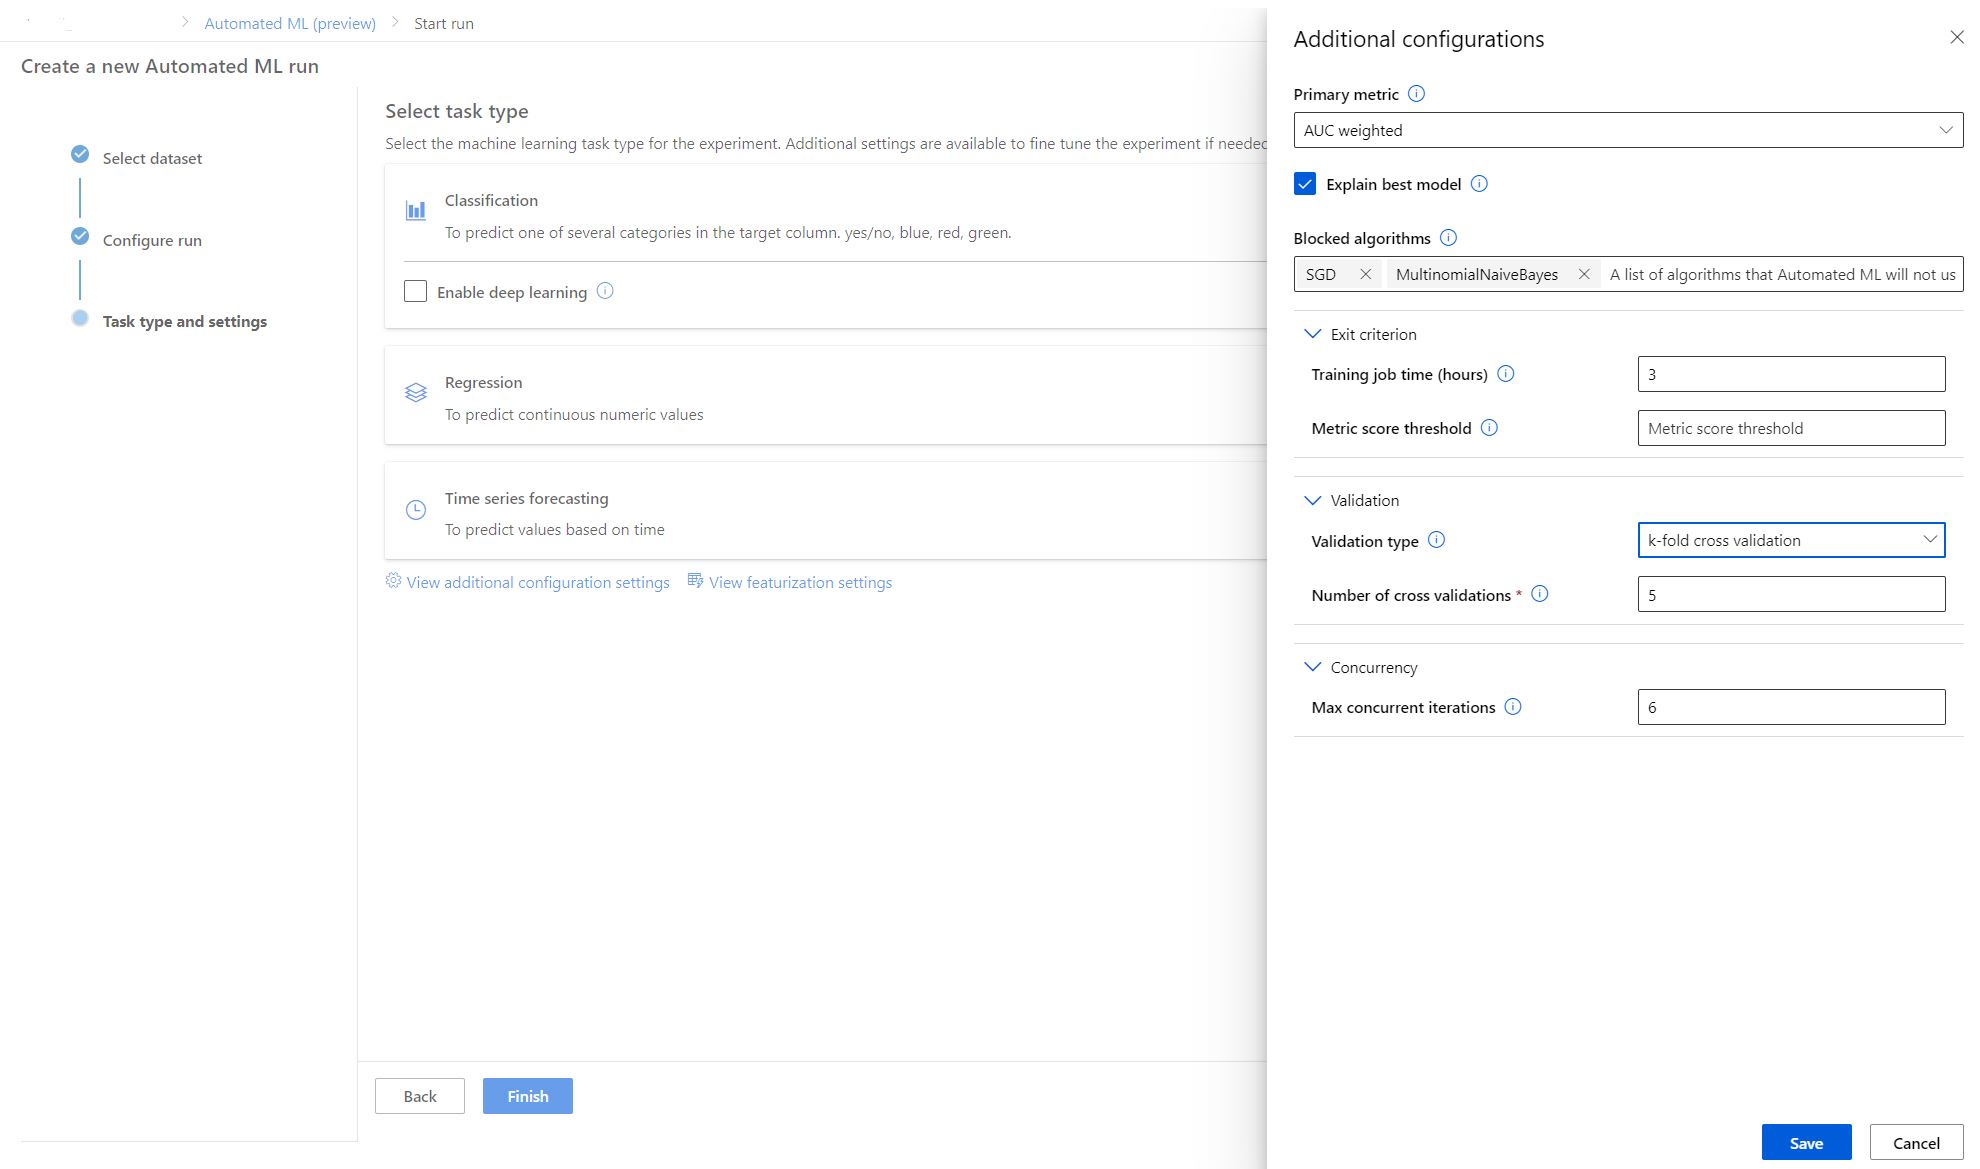 Automated ML (preview) > Start run
Create a new Automated ML run
Select dataset
Configure run
Task type and settings
Select task type
Select the machine learning task type for the experiment. Additional settings are available to fine tune the experiment if needed
Classification
To predict one of several categories in the target column. yes/no, blue, red, green.
Enable deep learning
Regression
To predict continuous numeric values
Time series forecasting
To predict values based on time
View additional configuration settings View featurization settings
Back Finish
Additional configurations
Primary metric
AUC weighted
Explain best model
Blocked algorithms
SGD MultinomialNaiveBayes A list of algorithms that Automated ML will not us
Exit criterion
Training job time (hours) 3
Metric score threshold Metric score threshold
Validation
Validation type k-fold cross validation
Number of cross validations * 5
Concurrency
Max concurrent iterations 6
Save Cancel